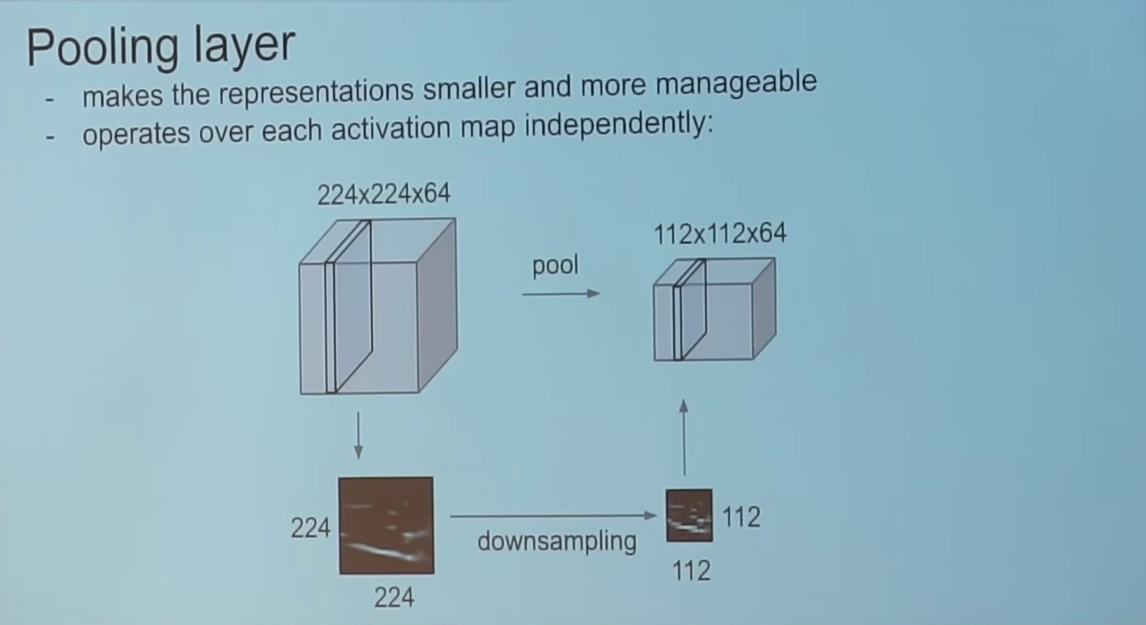 Pooling layer
- makes the representations smaller and more manageable
- operates over each activation map independently:
224x224x64
112x112x64
pool
224
downsampling
112
224
112